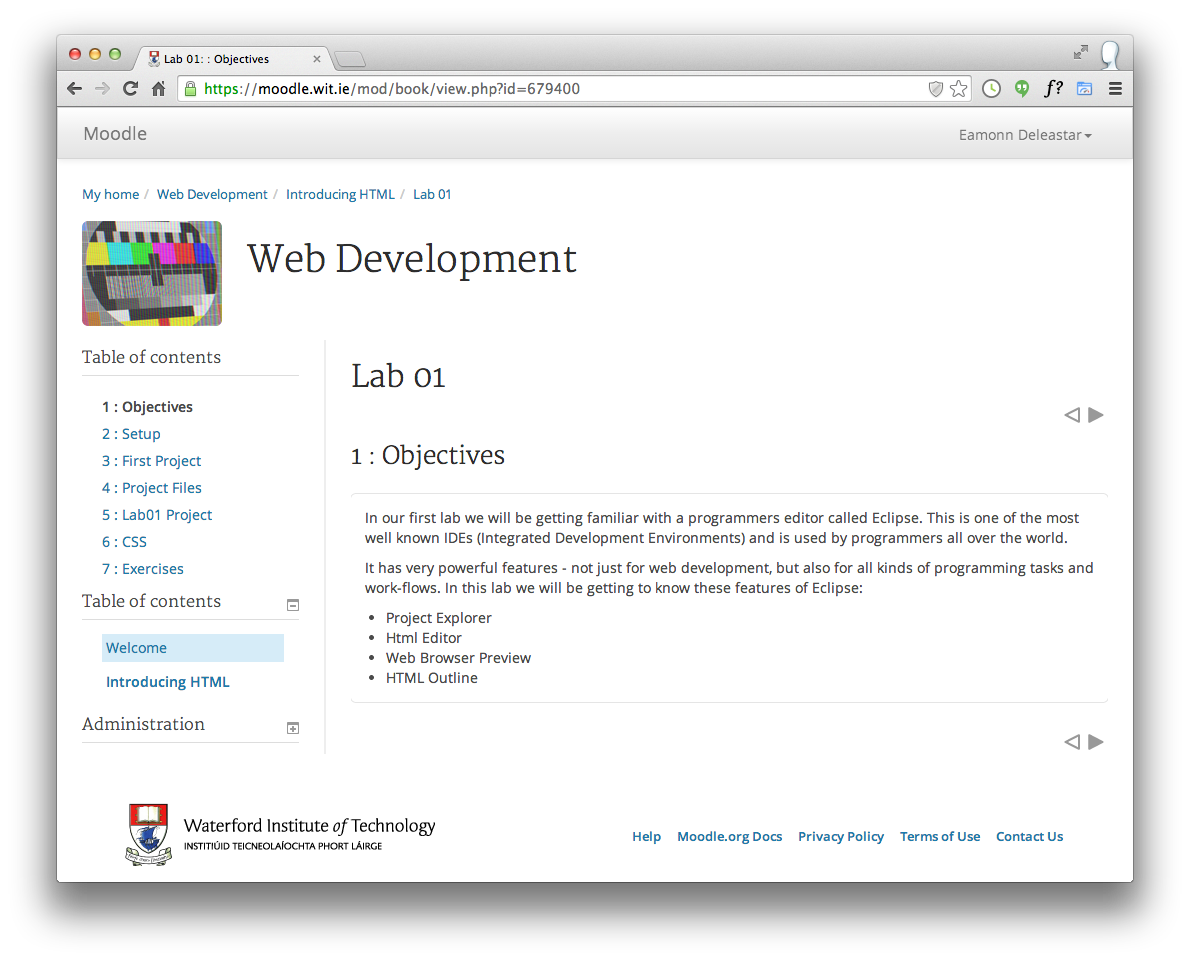 Lab 01: : Objectives
https://moodle.wit.ie/mod/book/view.php?id=679400
f?
Moodle
Eamonn Deleastar
My home / Web Development / Introducing HTML / Lab 01
Web Development
Table of contents
1 : Objectives
2 : Setup
3 : First Project
4 : Project Files
5 : Lab01 Project
6 : CSS
7 : Exercises
Table of contents
Welcome
Introducing HTML
Administration
Lab 01
1 : Objectives
In our first lab we will be getting familiar with a programmers editor called Eclipse. This is one of the most
well known IDEs (Integrated Development Environments) and is used by programmers all over the world.
It has very powerful features - not just for web development, but also for all kinds of programming tasks and
work-flows. In this lab we will be getting to know these features of Eclipse:
• Project Explorer
• Html Editor
• Web Browser Preview
• HTML Outline
Waterford Institute of Technology
INSTITIÚID TEICNEOLAÍOCHTA PHORT LÁIRGE
Help Moodle.org Docs Privacy Policy Terms of Use Contact Us